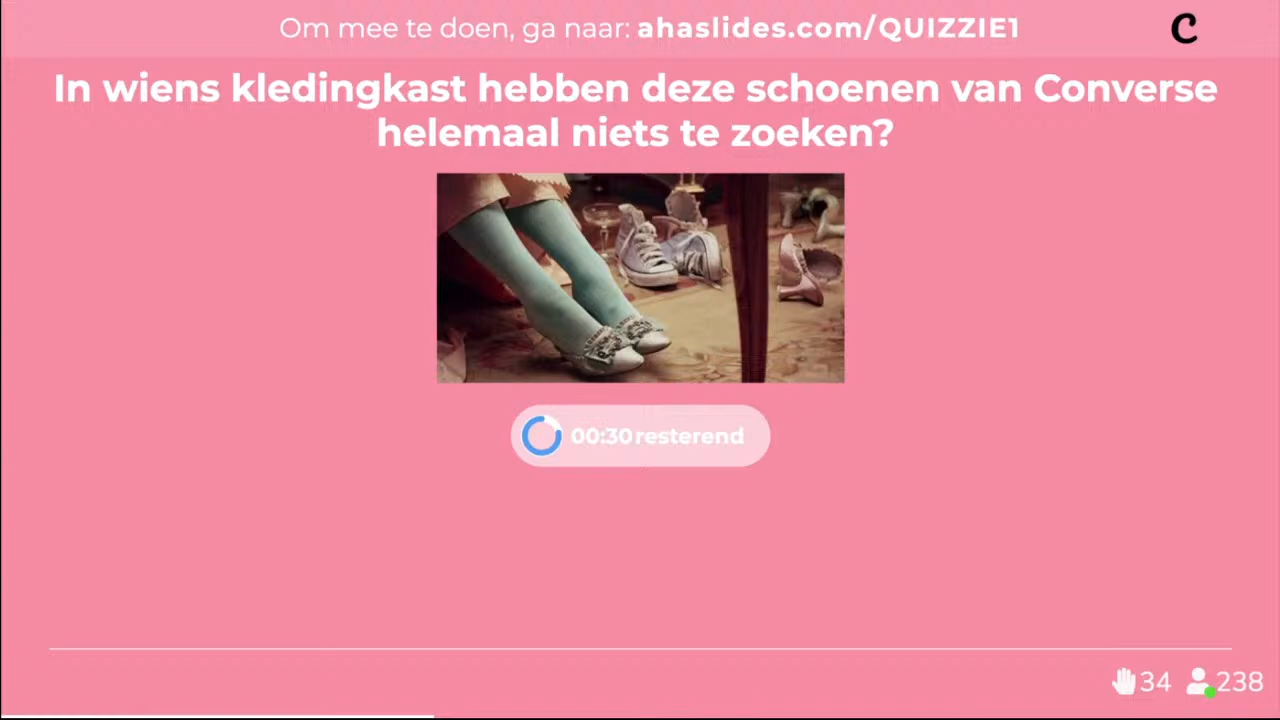 Om mee te doen, ga naar: ahaslides.com/QUIZZIE1
C
In wiens kledingkast hebben deze schoenen van Converse
helemaal niets te zoeken?
00:30 resterend
34 238